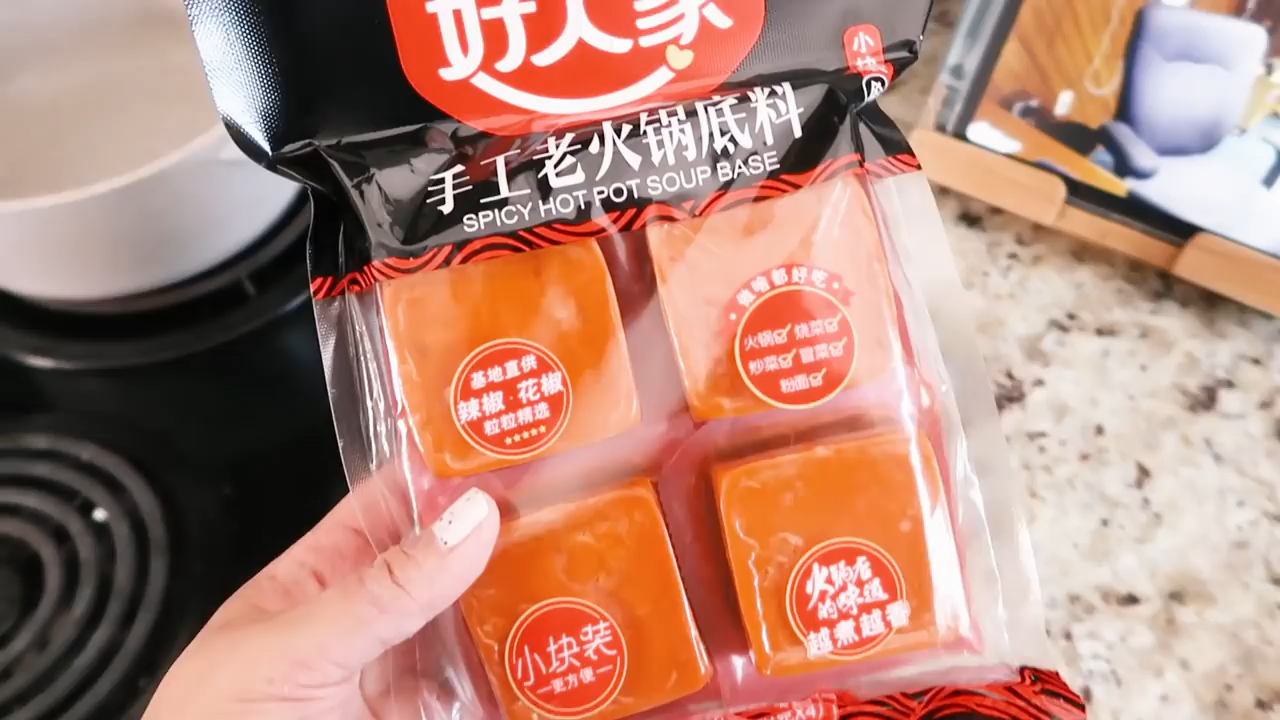 好人家
小块
手工老火锅底料
SPICY HOT POT SOUP BASE
基地直供
辣椒·花椒
粒粒精选
做啥都好吃
火锅 烧菜
炒菜 冒菜
粉面
小块装
更方便
火锅店
的味道
越煮越香